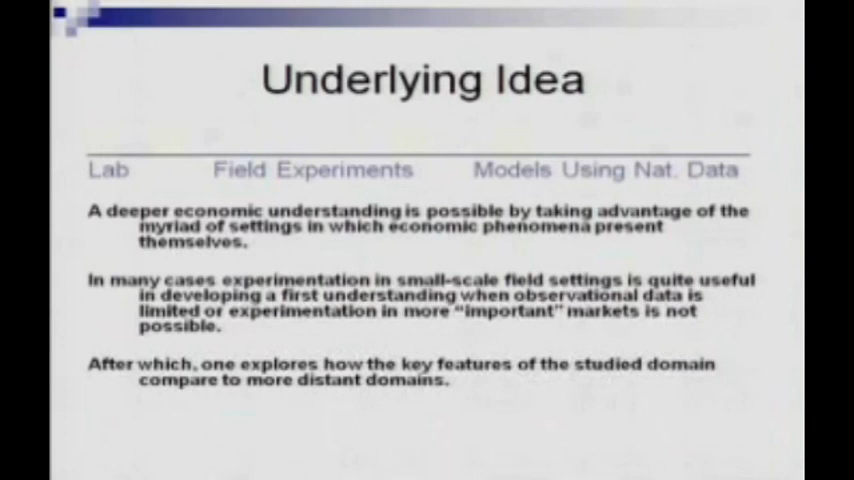 Underlying Idea
Lab Field Experiments Models Using Nat. Data
A deeper economic understanding is possible by taking advantage of the
myriad of settings in which economic phenomena present
themselves.
In many cases experimentation in small-scale field settings is quite useful
in developing a first understanding when observational data is
limited or experimentation in more “important” markets is not
possible.
After which, one explores how the key features of the studied domain
compare to more distant domains.